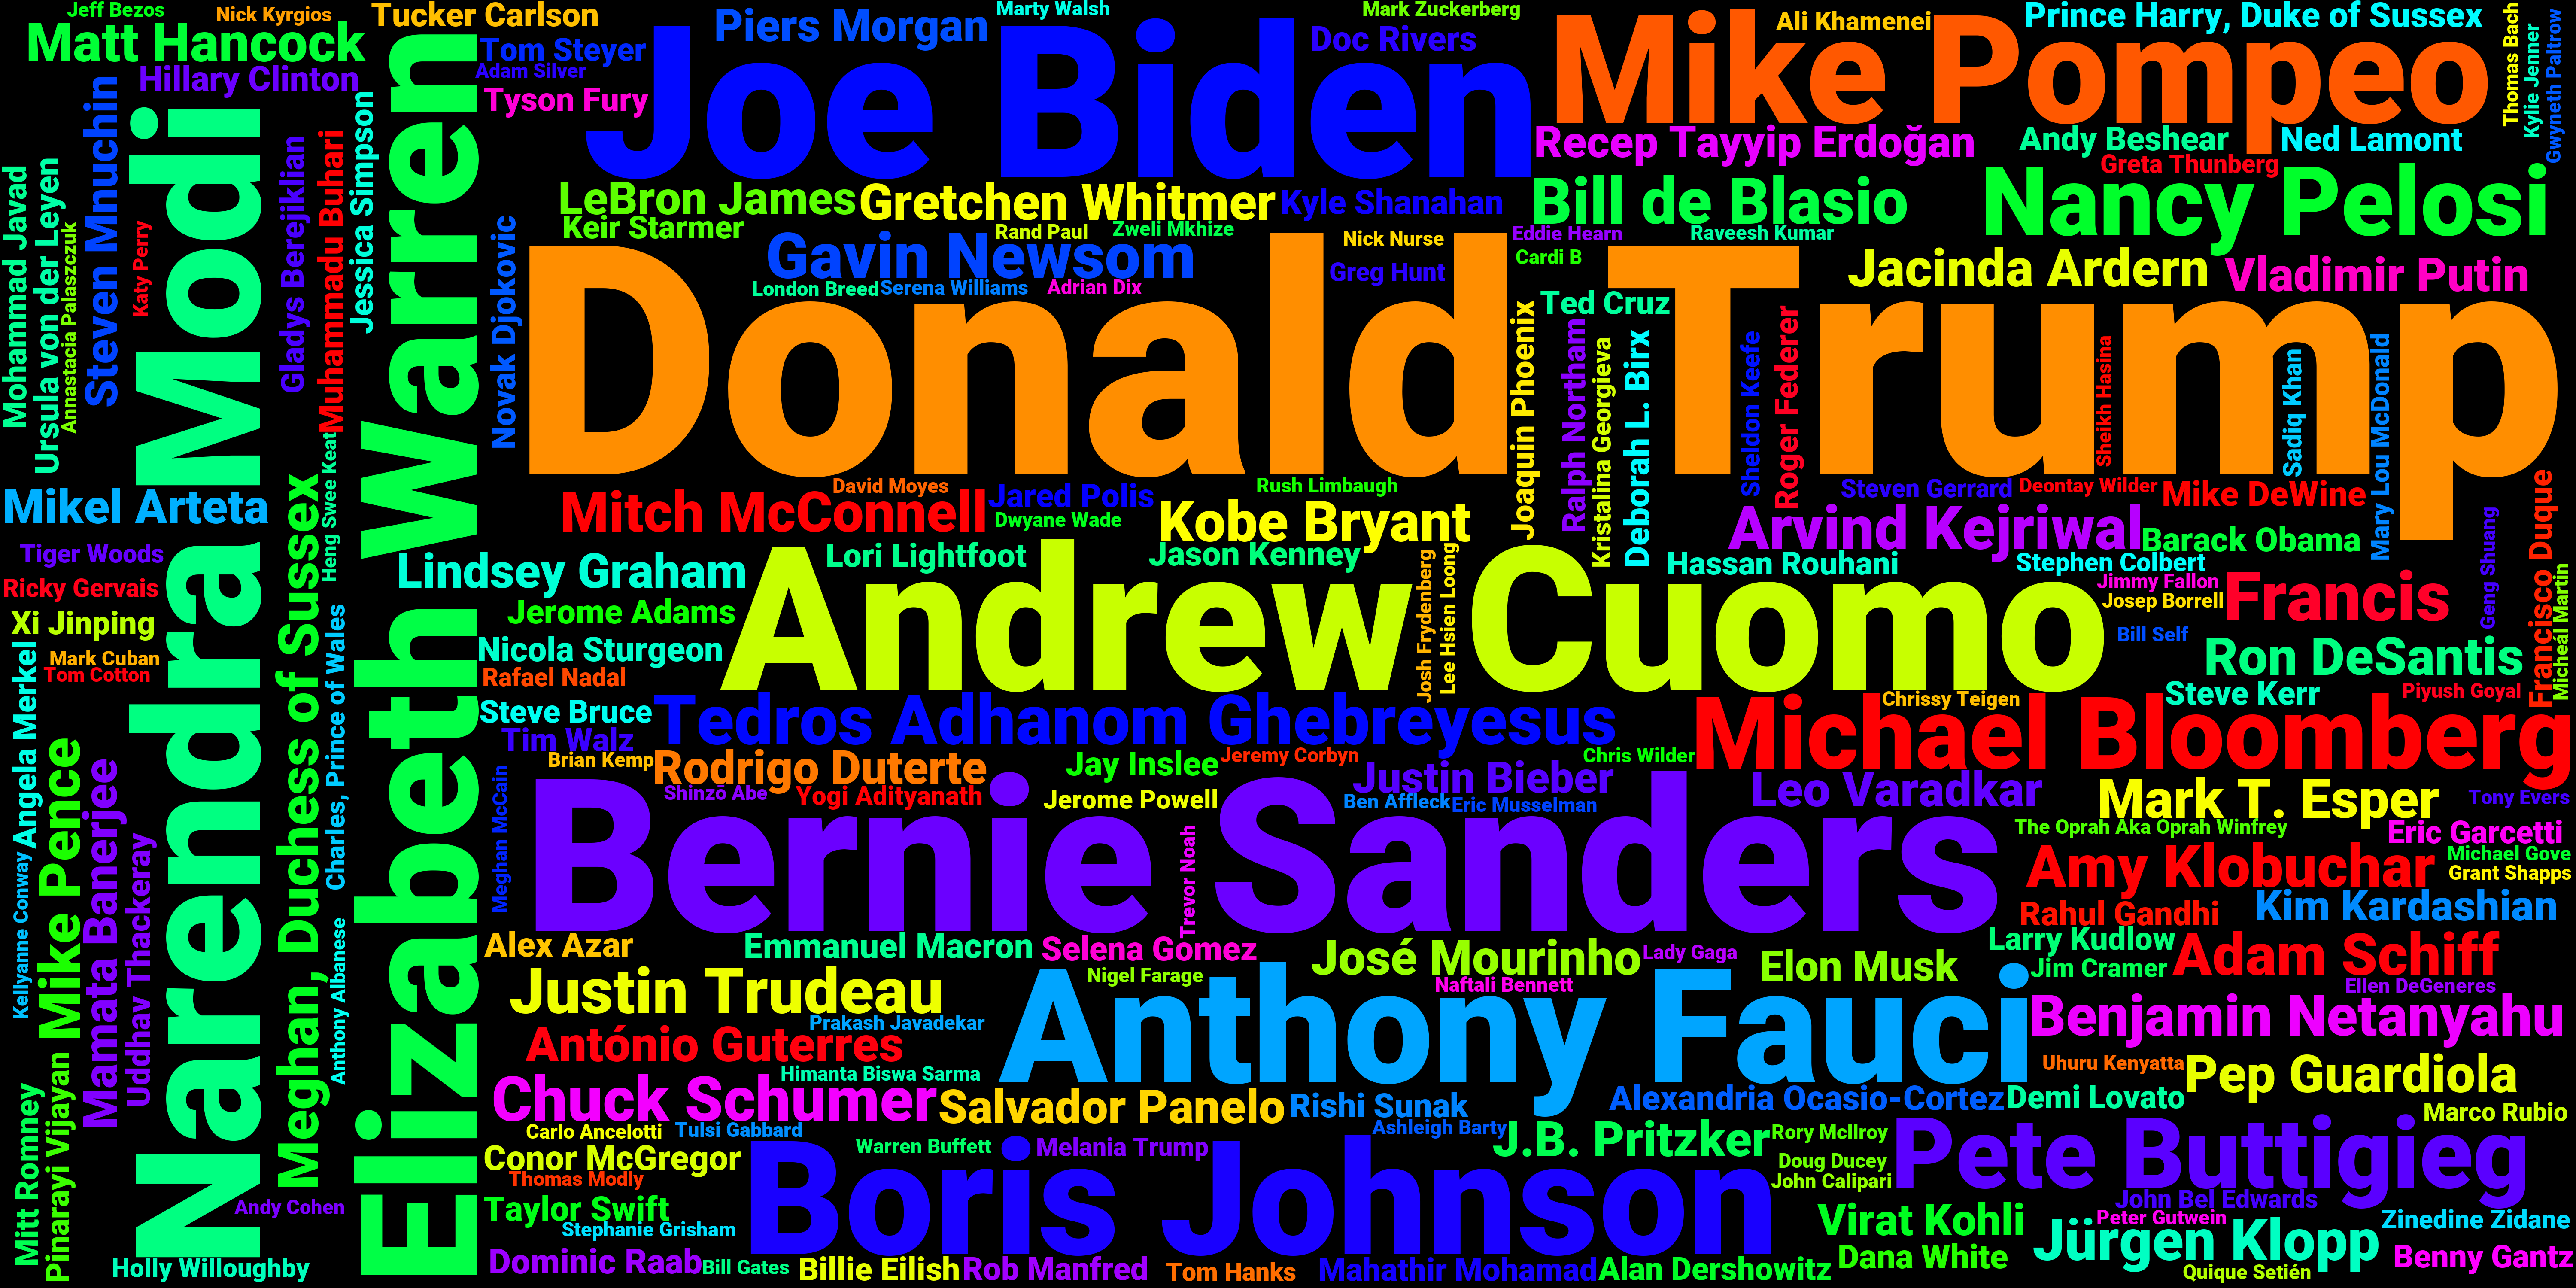 Jeff Bezos
Nick Kyrgios
Tucker Carlson
Matt Hancock
Hillary Clinton
Piers Morgan
Marty Walsh
Mark Zuckerberg
Tom Steyer
Adam Silver
Tyson Fury
Joe Biden
Doc Rivers
Mike Pompeo
Ali Khamenei
Prince Harry, Duke of Sussex
Thomas Bach
Kylie Jenner
Gwyneth Paltrow
Recep Tayyip Erdoğan
Andy Beshear
Ned Lamont
Greta Thunberg
LeBron James
Gretchen Whitmer
Kyle Shanahan
Bill de Blasio
Nancy Pelosi
Keir Starmer
Rand Paul
Zweli Mkhize
Nick Nurse
Eddie Hearn
Raveesh Kumar
Gavin Newsom
Greg Hunt
Cardi B
Jacinda Ardern
Vladimir Putin
London Breed
Serena Williams
Adrian Dix
Ted Cruz
Donald Trump
Mohammad Javad
Ursula von der Leyen
Annastacia Palaszczuk
Steven Mnuchin
Katy Perry
Narendra Modi
Gladys Berejiklian
Muhammadu Buhari
Jessica Simpson
Elizabeth Warren
Novak Djokovic
Joaquin Phoenix
Ralph Northam
Kristalina Georgieva
Deborah L. Birx
Sheldon Keefe
Roger Federer
Sheikh Hasina
Sadiq Khan
Mary Lou McDonald
David Moyes
Rush Limbaugh
Mitch McConnell
Jared Polis
Dwyane Wade
Kobe Bryant
Steven Gerrard
Deontay Wilder
Mike DeWine
Arvind Kejriwal
Barack Obama
Geng Shuang
Francisco Duque
Micheal Martin
Mikel Arteta
Heng Swee Keat
Tiger Woods
Ricky Gervais
Xi Jinping
Mark Cuban
Tom Cotton
Lindsey Graham
Lori Lightfoot
Jason Kenney
Josh Frydenberg
Lee Hsien Loong
Hassan Rouhani
Stephen Colbert
Jimmy Fallon
Josep Borrell
Francis
Jerome Adams
Andrew Cuomo
Bill Self
Nicola Sturgeon
Rafael Nadal
Ron DeSantis
Steve Kerr
Piyush Goyal
Steve Bruce
Tedros Adhanom Ghebreyesus
Chrissy Teigen
Michael Bloomberg
Tim Walz
Brian Kemp
Rodrigo Duterte
Jay Inslee
Jeremy Corbyn
Chris Wilder
Justin Bieber
Leo Varadkar
Mark T. Esper
Tony Evers
Shinzō Abe
Yogi Adityanath
Jerome Powell
Ben Affleck
Eric Musselman
Angela Merkel
Kellyanne Conway
Mike Pence
Mamata Banerjee
Uddhav Thackeray
Meghan, Duchess of Sussex
Charles, Prince of Wales
Anthony Albanese
Meghan McCain
Bernie Sanders
Trevor Noah
The Oprah Aka Oprah Winfrey
Eric Garcetti
Amy Klobuchar
Michael Gove
Grant Shapps
Rahul Gandhi
Kim Kardashian
Alex Azar
Emmanuel Macron
Selena Gomez
José Mourinho
Lady Gaga
Elon Musk
Larry Kudlow
Adam Schiff
Jim Cramer
Justin Trudeau
Nigel Farage
Naftali Bennett
Ellen DeGeneres
Anthony Fauci
Benjamin Netanyahu
Prakash Javadekar
António Guterres
Himanta Biswa Sarma
Uhuru Kenyatta
Pep Guardiola
Chuck Schumer
Salvador Panelo
Rishi Sunak
Alexandria Ocasio-Cortez
Demi Lovato
Marco Rubio
Mitt Romney
Pinarayi Vijayan
Carlo Ancelotti
Tulsi Gabbard
Ashleigh Barty
J.B. Pritzker
Rory McIlroy
Pete Buttigieg
Conor McGregor
Warren Buffett
Melania Trump
Doug Ducey
Thomas Modly
John Calipari
Boris Johnson
Andy Cohen
Taylor Swift
Stephanie Grisham
John Bel Edwards
Virat Kohli
Peter Gutwein
Zinedine Zidane
Jürgen Klopp
Holly Willoughby
Dominic Raab
Bill Gates
Billie Eilish
Rob Manfred
Tom Hanks
Mahathir Mohamad
Alan Dershowitz
Dana White
Benny Gantz
Quique Setién